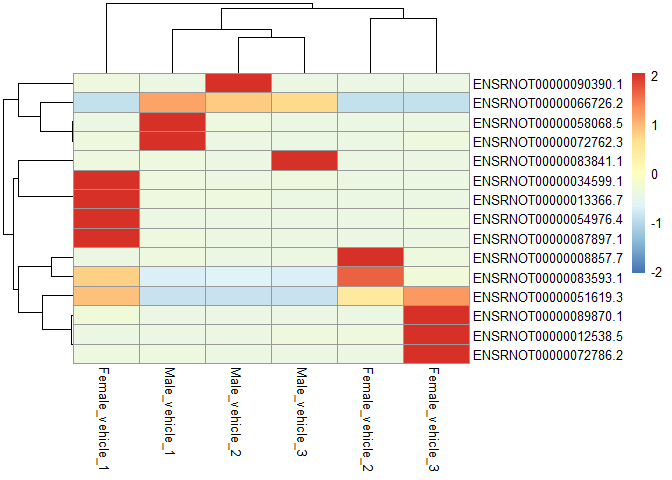 ENSRNOT00000090390.1
ENSRNOT00000066726.2
ENSRNOT00000058068.5
ENSRNOT00000072762.3
ENSRNOT00000083841.1
ENSRNOT00000034599.1
ENSRNOT00000013366.7
ENSRNOT00000054976.4
ENSRNOT00000087897.1
ENSRNOT00000008857.7
ENSRNOT00000083593.1
ENSRNOT00000051619.3
ENSRNOT00000089870.1
ENSRNOT00000012538.5
ENSRNOT00000072786.2
2
1
0
-1
-2
Female_vehicle_1
Male_vehicle_1
Male_vehicle_2
Male_vehicle_3
Female_vehicle_2
Female_vehicle_3